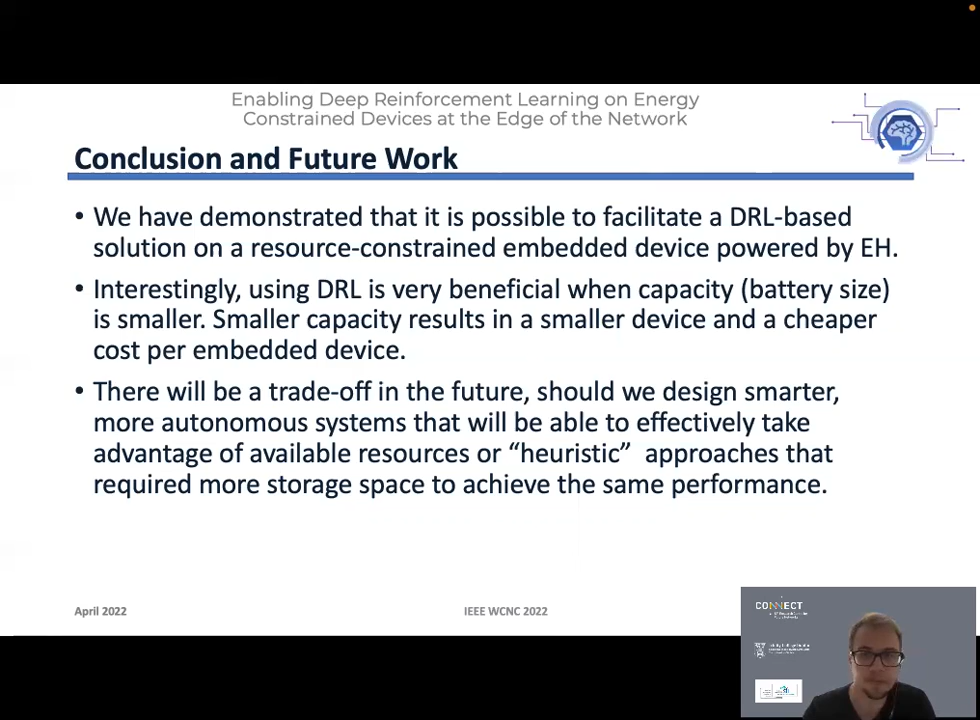 Enabling Deep Reinforcement Learning on Energy
Constrained Devices at the Edge of the Network
Conclusion and Future Work
• We have demonstrated that it is possible to facilitate a DRL-based
solution on a resource-constrained embedded device powered by EH.
• Interestingly, using DRL is very beneficial when capacity (battery size)
is smaller. Smaller capacity results in a smaller device and a cheaper
cost per embedded device.
• There will be a trade-off in the future, should we design smarter,
more autonomous systems that will be able to effectively take
advantage of available resources or “heuristic” approaches that
required more storage space to achieve the same performance.
April 2022
IEEE WCNC 2022
CONNECT